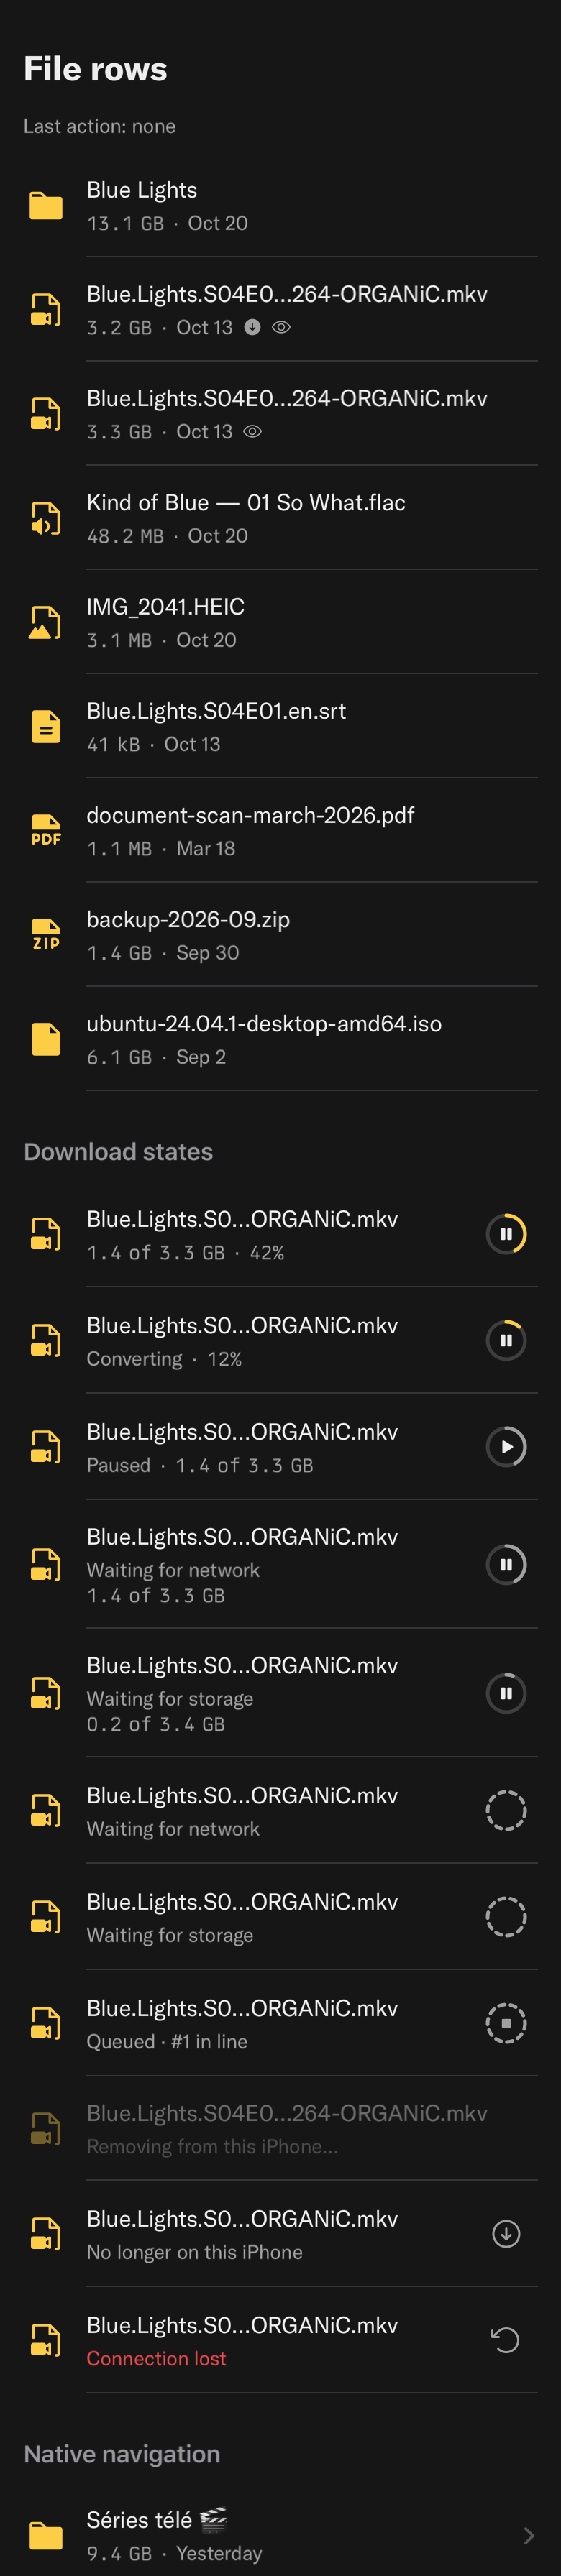 File rows
Last action: none
Blue Lights
13.1 GB · Oct 20
Blue.Lights.S04E0...264-ORGANiC.mkv
3.2 GB · Oct 13
Blue.Lights.S04E0...264-ORGANiC.mkv
3.3 GB · Oct 13
Kind of Blue — 01 So What.flac
48.2 MB · Oct 20
IMG_2041.HEIC
3.1 MB · Oct 20
Blue.Lights.S04E01.en.srt
41 kB · Oct 13
PDF
document-scan-march-2026.pdf
1.1 MB · Mar 18
ZIP
backup-2026-09.zip
1.4 GB · Sep 30
ubuntu-24.04.1-desktop-amd64.iso
6.1 GB · Sep 2
Download states
Blue.Lights.S0...ORGANiC.mkv
1.4 of 3.3 GB · 42%
Blue.Lights.S0...ORGANiC.mkv
Converting · 12%
Blue.Lights.S0...ORGANiC.mkv
Paused · 1.4 of 3.3 GB
Blue.Lights.S0...ORGANiC.mkv
Waiting for network
1.4 of 3.3 GB
Blue.Lights.S0...ORGANiC.mkv
Waiting for storage
0.2 of 3.4 GB
Blue.Lights.S0...ORGANiC.mkv
Waiting for network
Blue.Lights.S0...ORGANiC.mkv
Waiting for storage
Blue.Lights.S0...ORGANiC.mkv
Queued · #1 in line
Blue.Lights.S04E0...264-ORGANiC.mkv
Removing from this iPhone...
Blue.Lights.S0...ORGANiC.mkv
No longer on this iPhone
Blue.Lights.S0...ORGANiC.mkv
Connection lost
Native navigation
Séries télé 🎬
9.4 GB · Yesterday